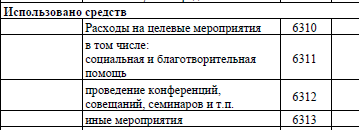 Использовано средств
Расходы на целевые мероприятия 6310
в том числе:
социальная и благотворительная 6311
помощь
проведение конференций, 6312
совещаний, семинаров и т.п.
иные мероприятия 6313